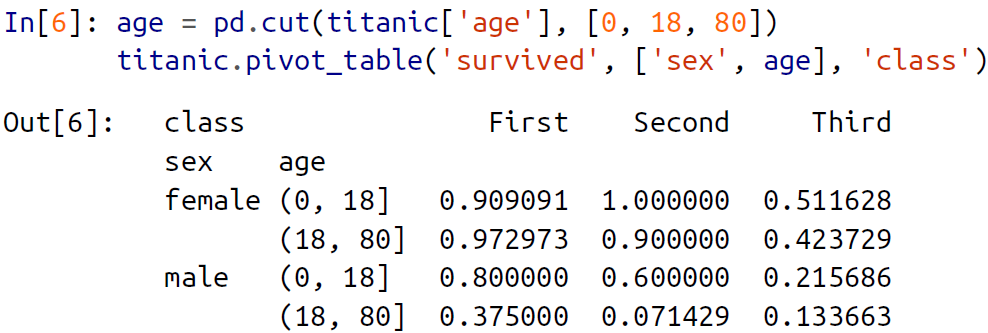 In[6]: age = pd.cut(titanic['age'], [0, 18, 80])
       titanic.pivot_table('survived', ['sex', age], 'class')
Out[6]:   class               First    Second     Third
          sex    age
          female (0, 18]   0.909091  1.000000  0.511628
                 (18, 80]  0.972973  0.900000  0.423729
          male   (0, 18]   0.800000  0.600000  0.215686
                 (18, 80]  0.375000  0.071429  0.133663